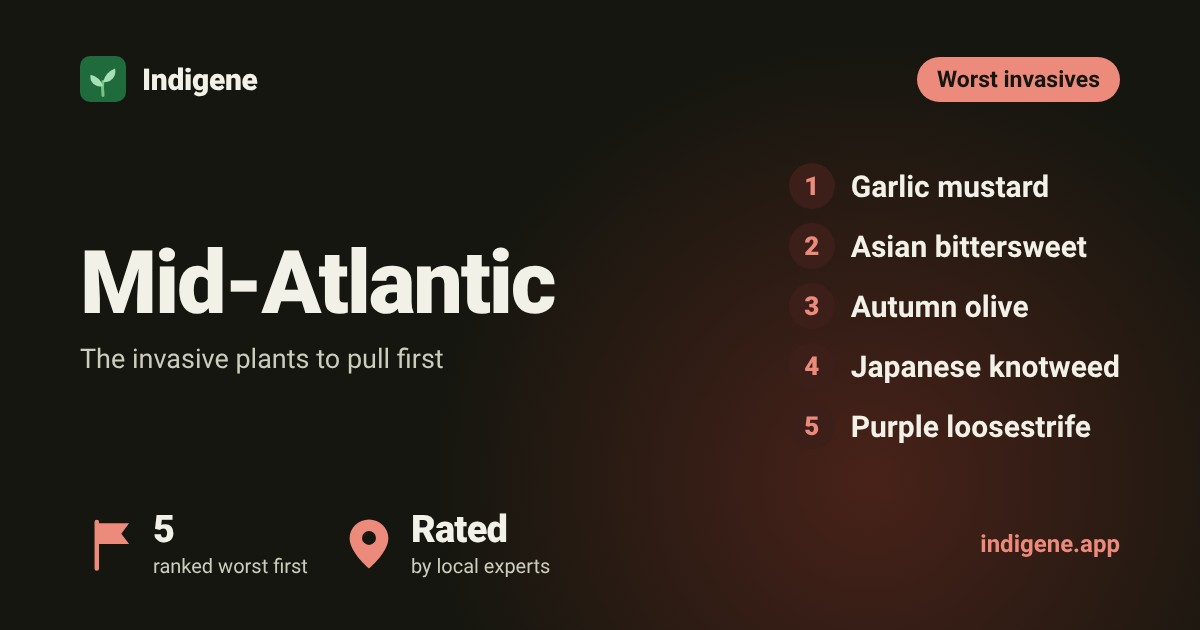 Indigene
Worst invasives
Mid-Atlantic
The invasive plants to pull first
1 Garlic mustard
2 Asian bittersweet
3 Autumn olive
4 Japanese knotweed
5 Purple loosestrife
5
ranked worst first
Rated
by local experts
indigene.app